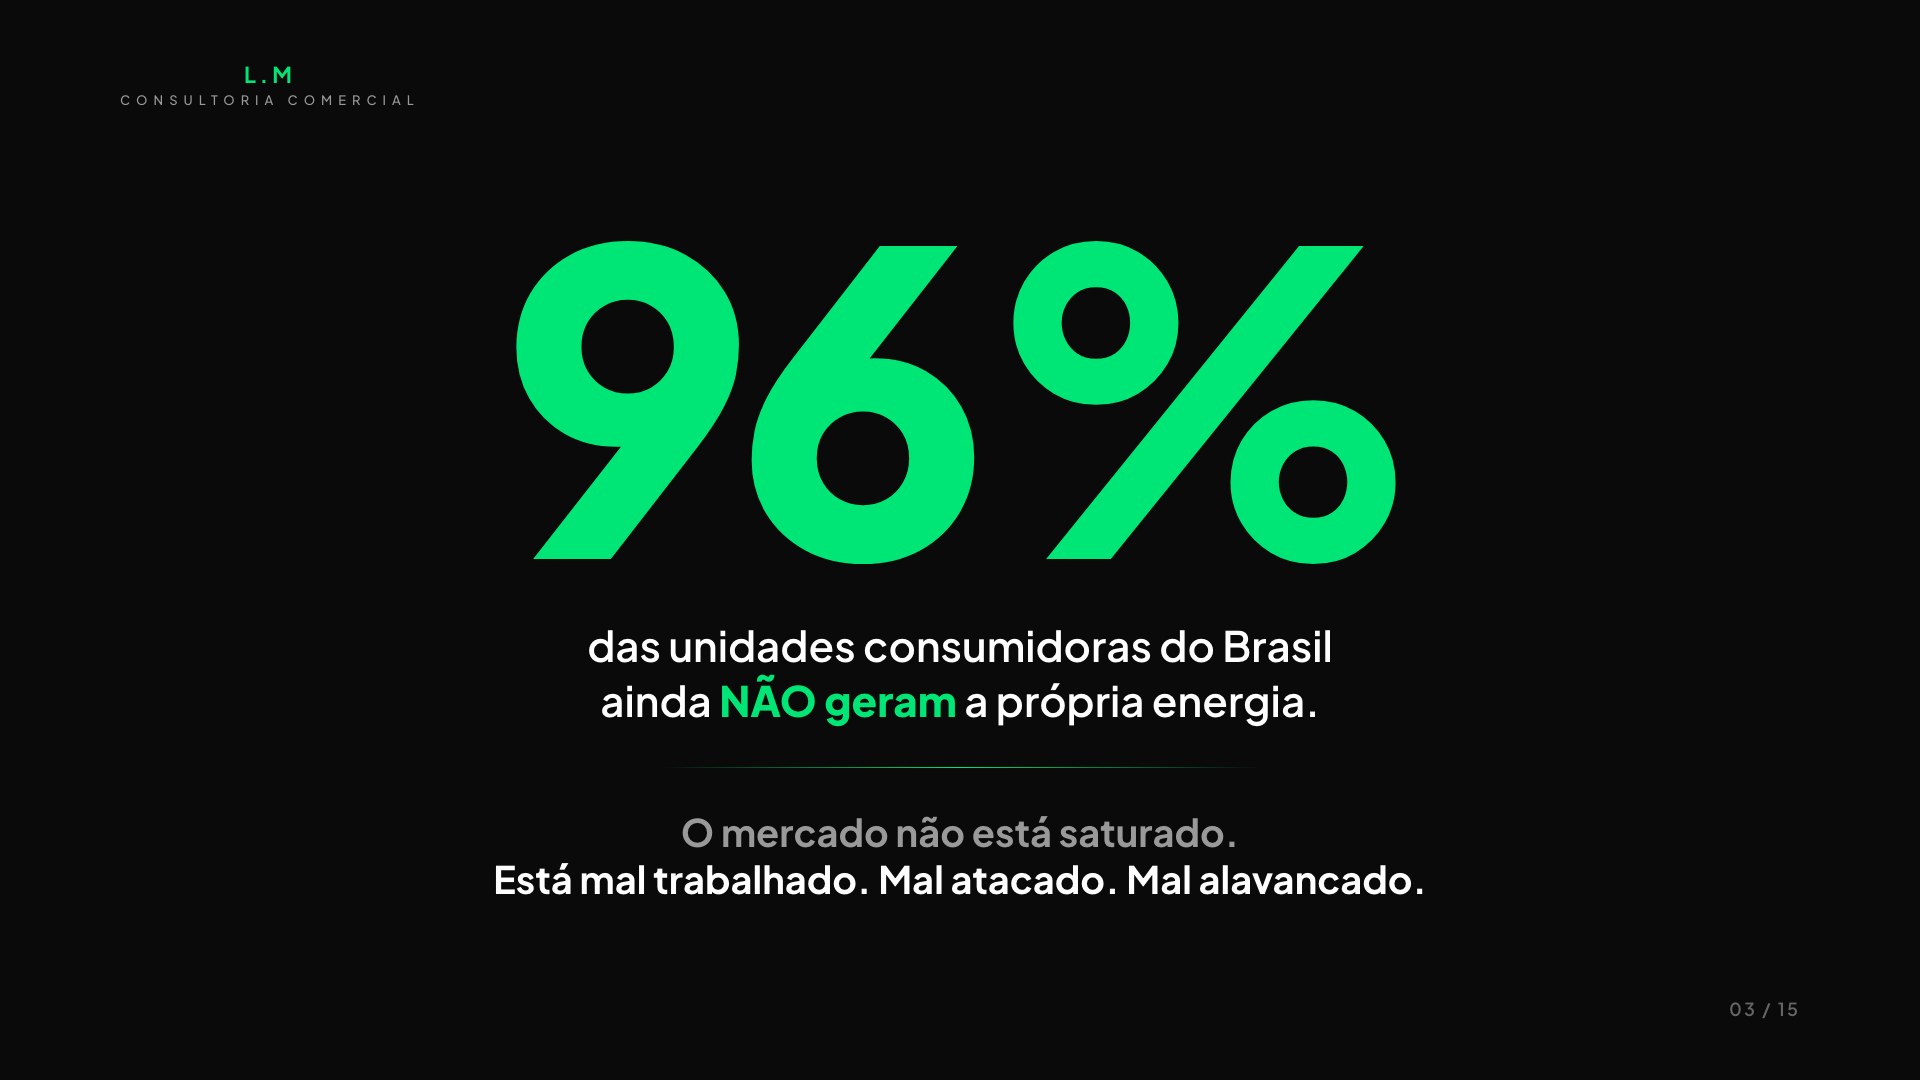 L.M
CONSULTORIA COMERCIAL
96%
das unidades consumidoras do Brasil
ainda NÃO geram a própria energia.
O mercado não está saturado.
Está mal trabalhado. Mal atacado. Mal alavancado.
03 / 15